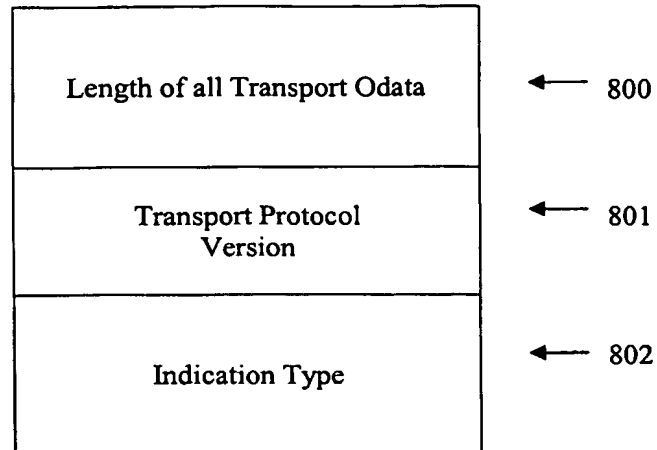 Length of all Transport Odata
800
Transport Protocol
Version
801
Indication Type
802